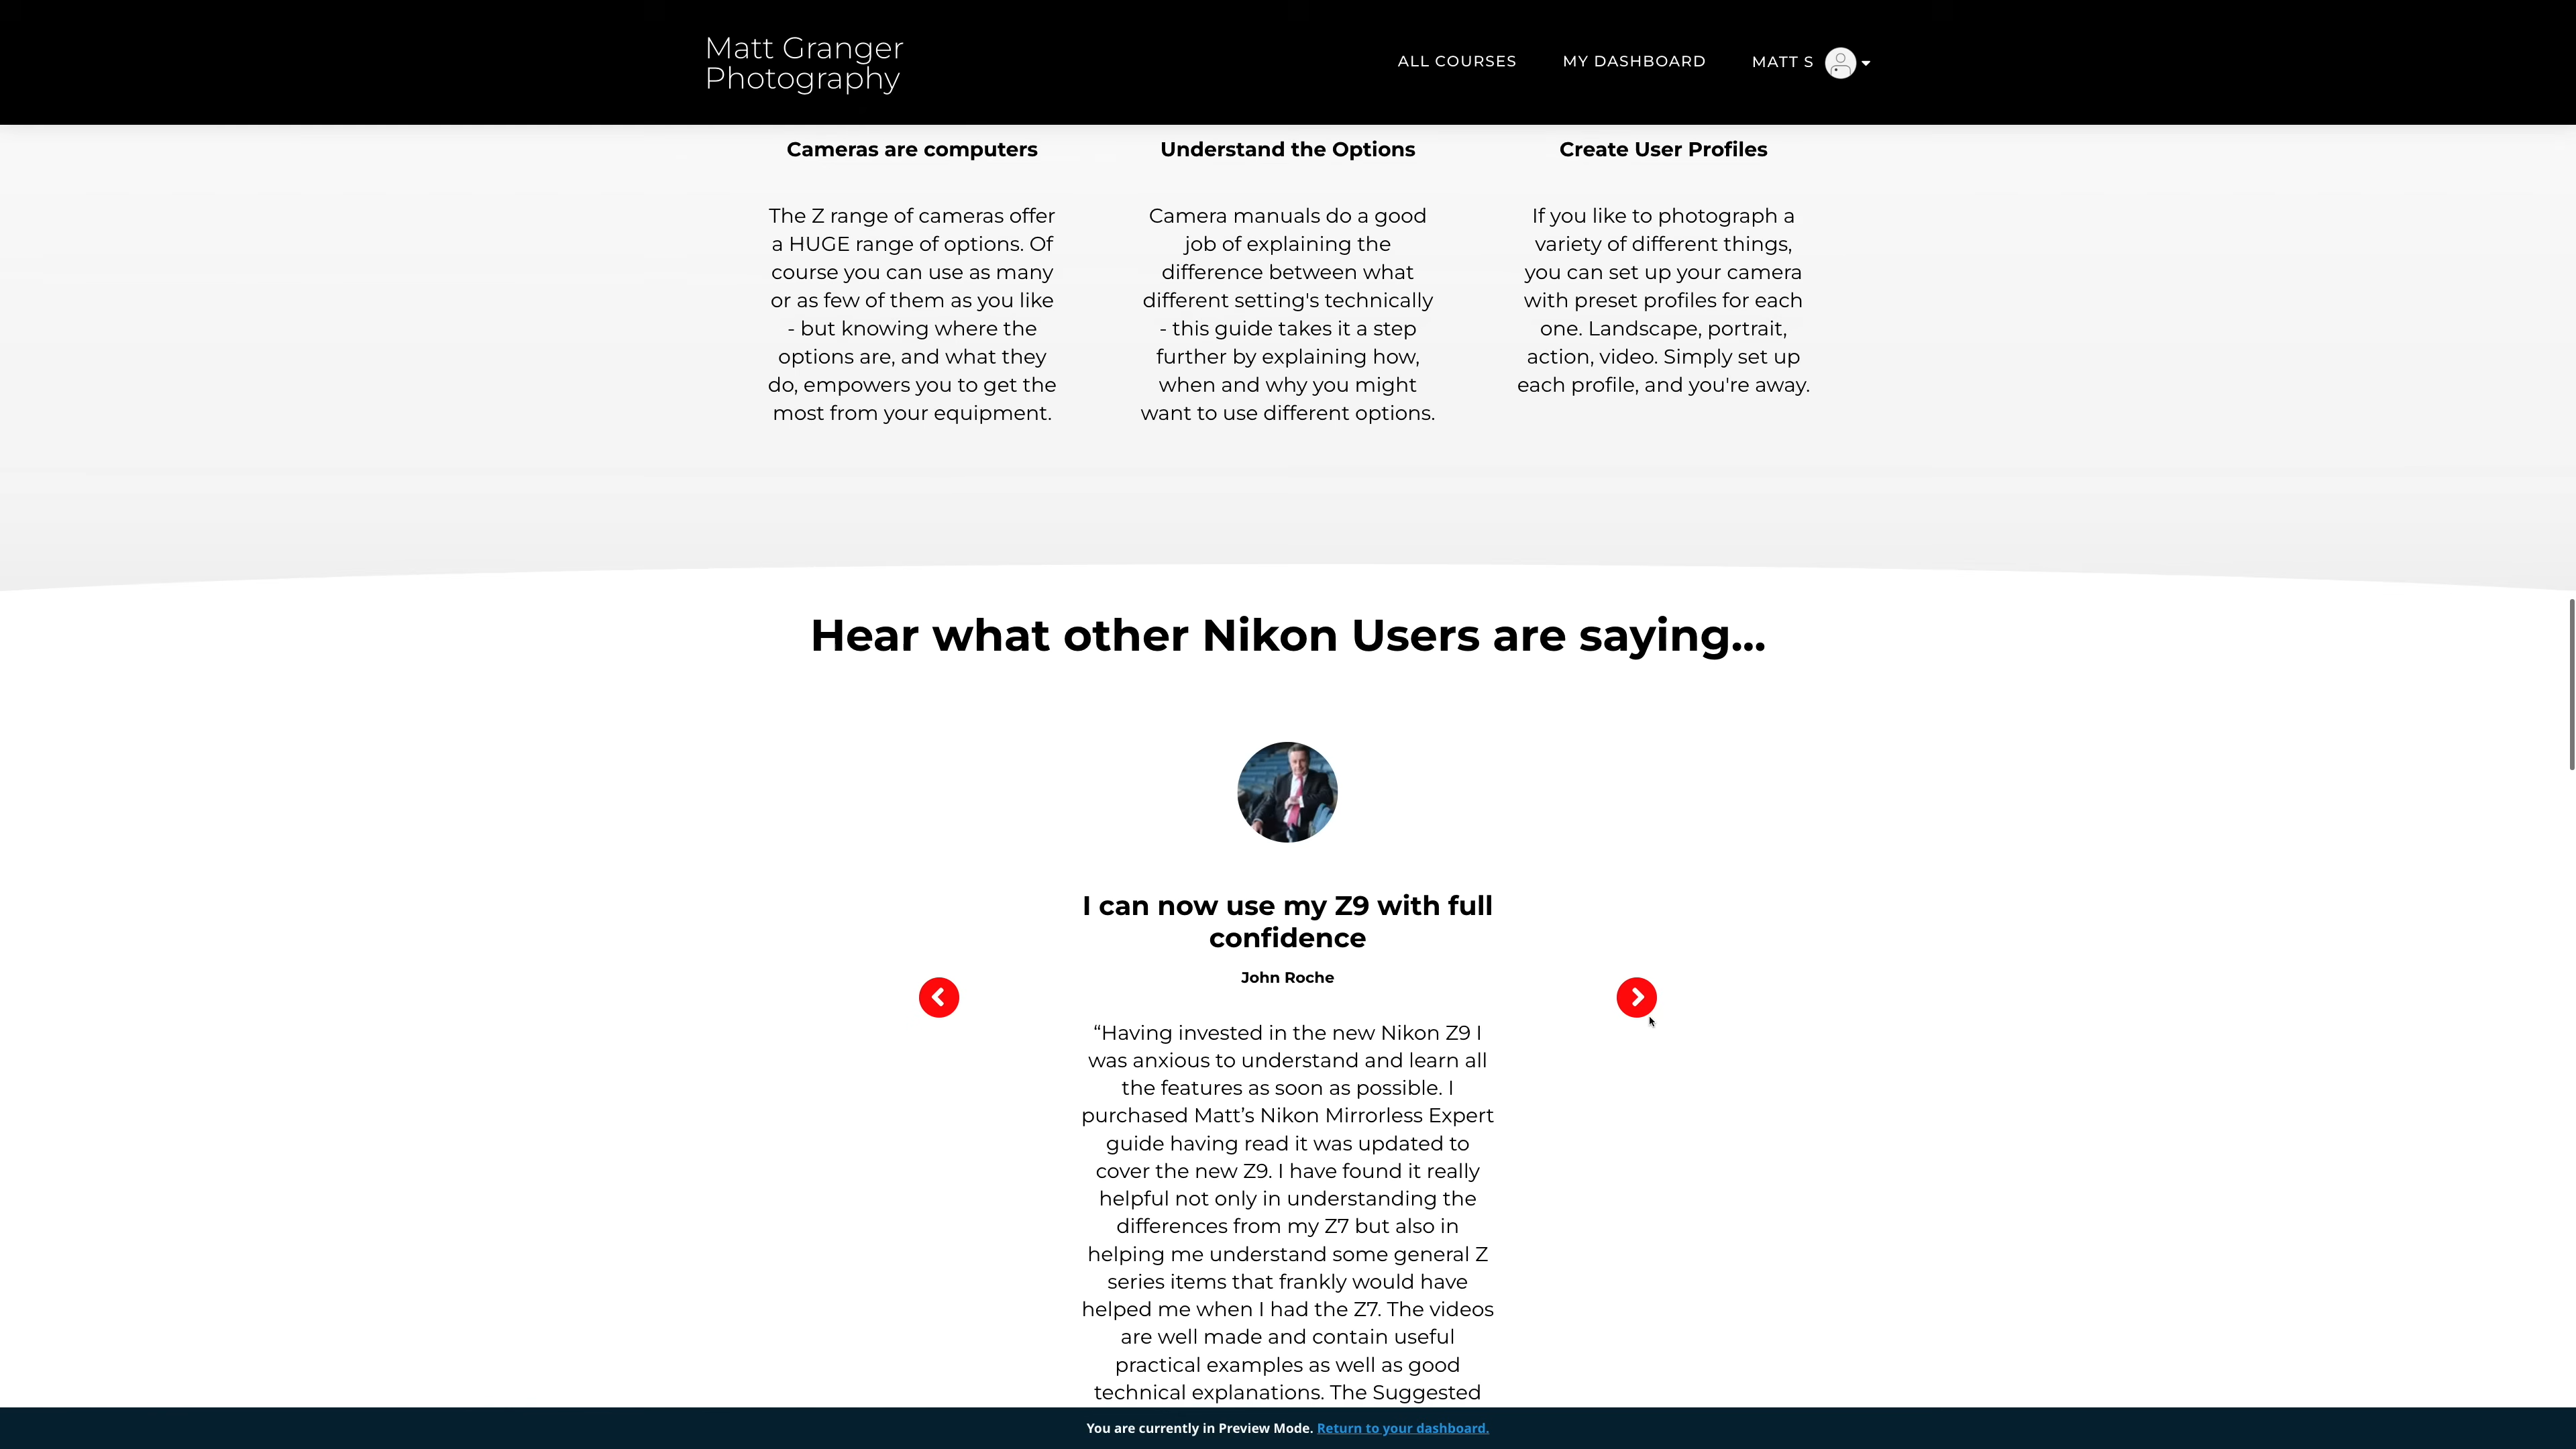 Matt Granger
Photography
ALL COURSES
MY DASHBOARD
MATT S
Cameras are computers
The Z range of cameras offer
a HUGE range of options. Of
course you can use as many
or as few of them as you like
- but knowing where the
options are, and what they
do, empowers you to get the
most from your equipment.
Understand the Options
Camera manuals do a good
job of explaining the
difference between what
different setting's technically
- this guide takes it a step
further by explaining how,
when and why you might
want to use different options.
Create User Profiles
If you like to photograph a
variety of different things,
you can set up your camera
with preset profiles for each
one. Landscape, portrait,
action, video. Simply set up
each profile, and you're away.
Hear what other Nikon Users are saying...
I can now use my Z9 with full
confidence
John Roche
“Having invested in the new Nikon Z9 I
was anxious to understand and learn all
the features as soon as possible. I
purchased Matt’s Nikon Mirrorless Expert
guide having read it was updated to
cover the new Z9. I have found it really
helpful not only in understanding the
differences from my Z7 but also in
helping me understand some general Z
series items that frankly would have
helped me when I had the Z7. The videos
are well made and contain useful
practical examples as well as good
technical explanations. The Suggested
You are currently in Preview Mode. Return to your dashboard.